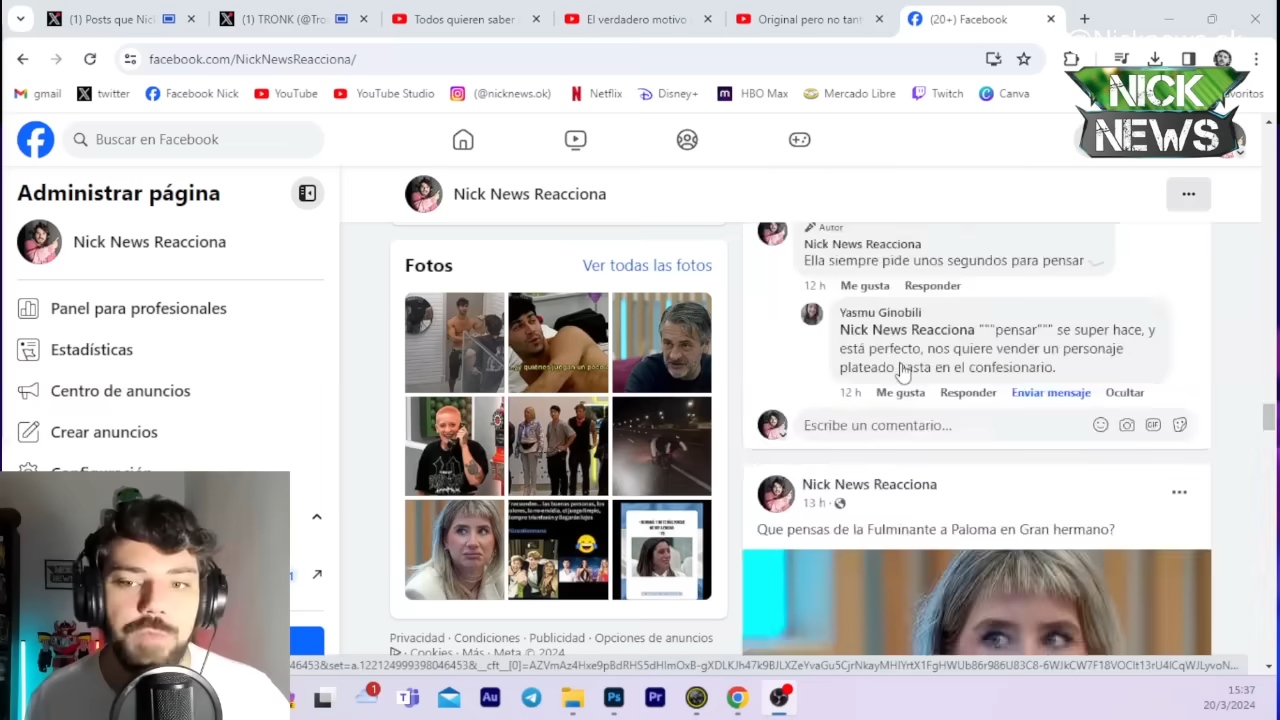 (1) Posts que Nick
(1) TRONK (@Tro
Todos quieren saber
El verdadero motivo
Original pero no tant
(20+) Facebook
facebook.com/NickNewsReacciona/
gmail
twitter
Facebook Nick
YouTube
YouTube Studio
(@nicknews.ok)
Netflix
Disney+
HBO Max
Mercado Libre
Twitch
Canva
NICK
NEWS
Buscar en Facebook
Administrar página
Nick News Reacciona
Panel para profesionales
Estadísticas
Centro de anuncios
Crear anuncios
Nick News Reacciona
Fotos
Ver todas las fotos
Privacidad · Condiciones · Publicidad · Opciones de anuncios
Cookies · Más · Meta © 2024
Autor
Nick News Reacciona
Ella siempre pide unos segundos para pensar
12 h Me gusta Responder
Yasmu Ginobili
Nick News Reacciona """pensar""" se super hace, y
está perfecto, nos quiere vender un personaje
plateado hasta en el confesionario.
12 h Me gusta Responder Enviar mensaje Ocultar
Escribe un comentario...
GIF
Nick News Reacciona
13 h ·
Que pensas de la Fulminante a Paloma en Gran hermano?
15:37
20/3/2024